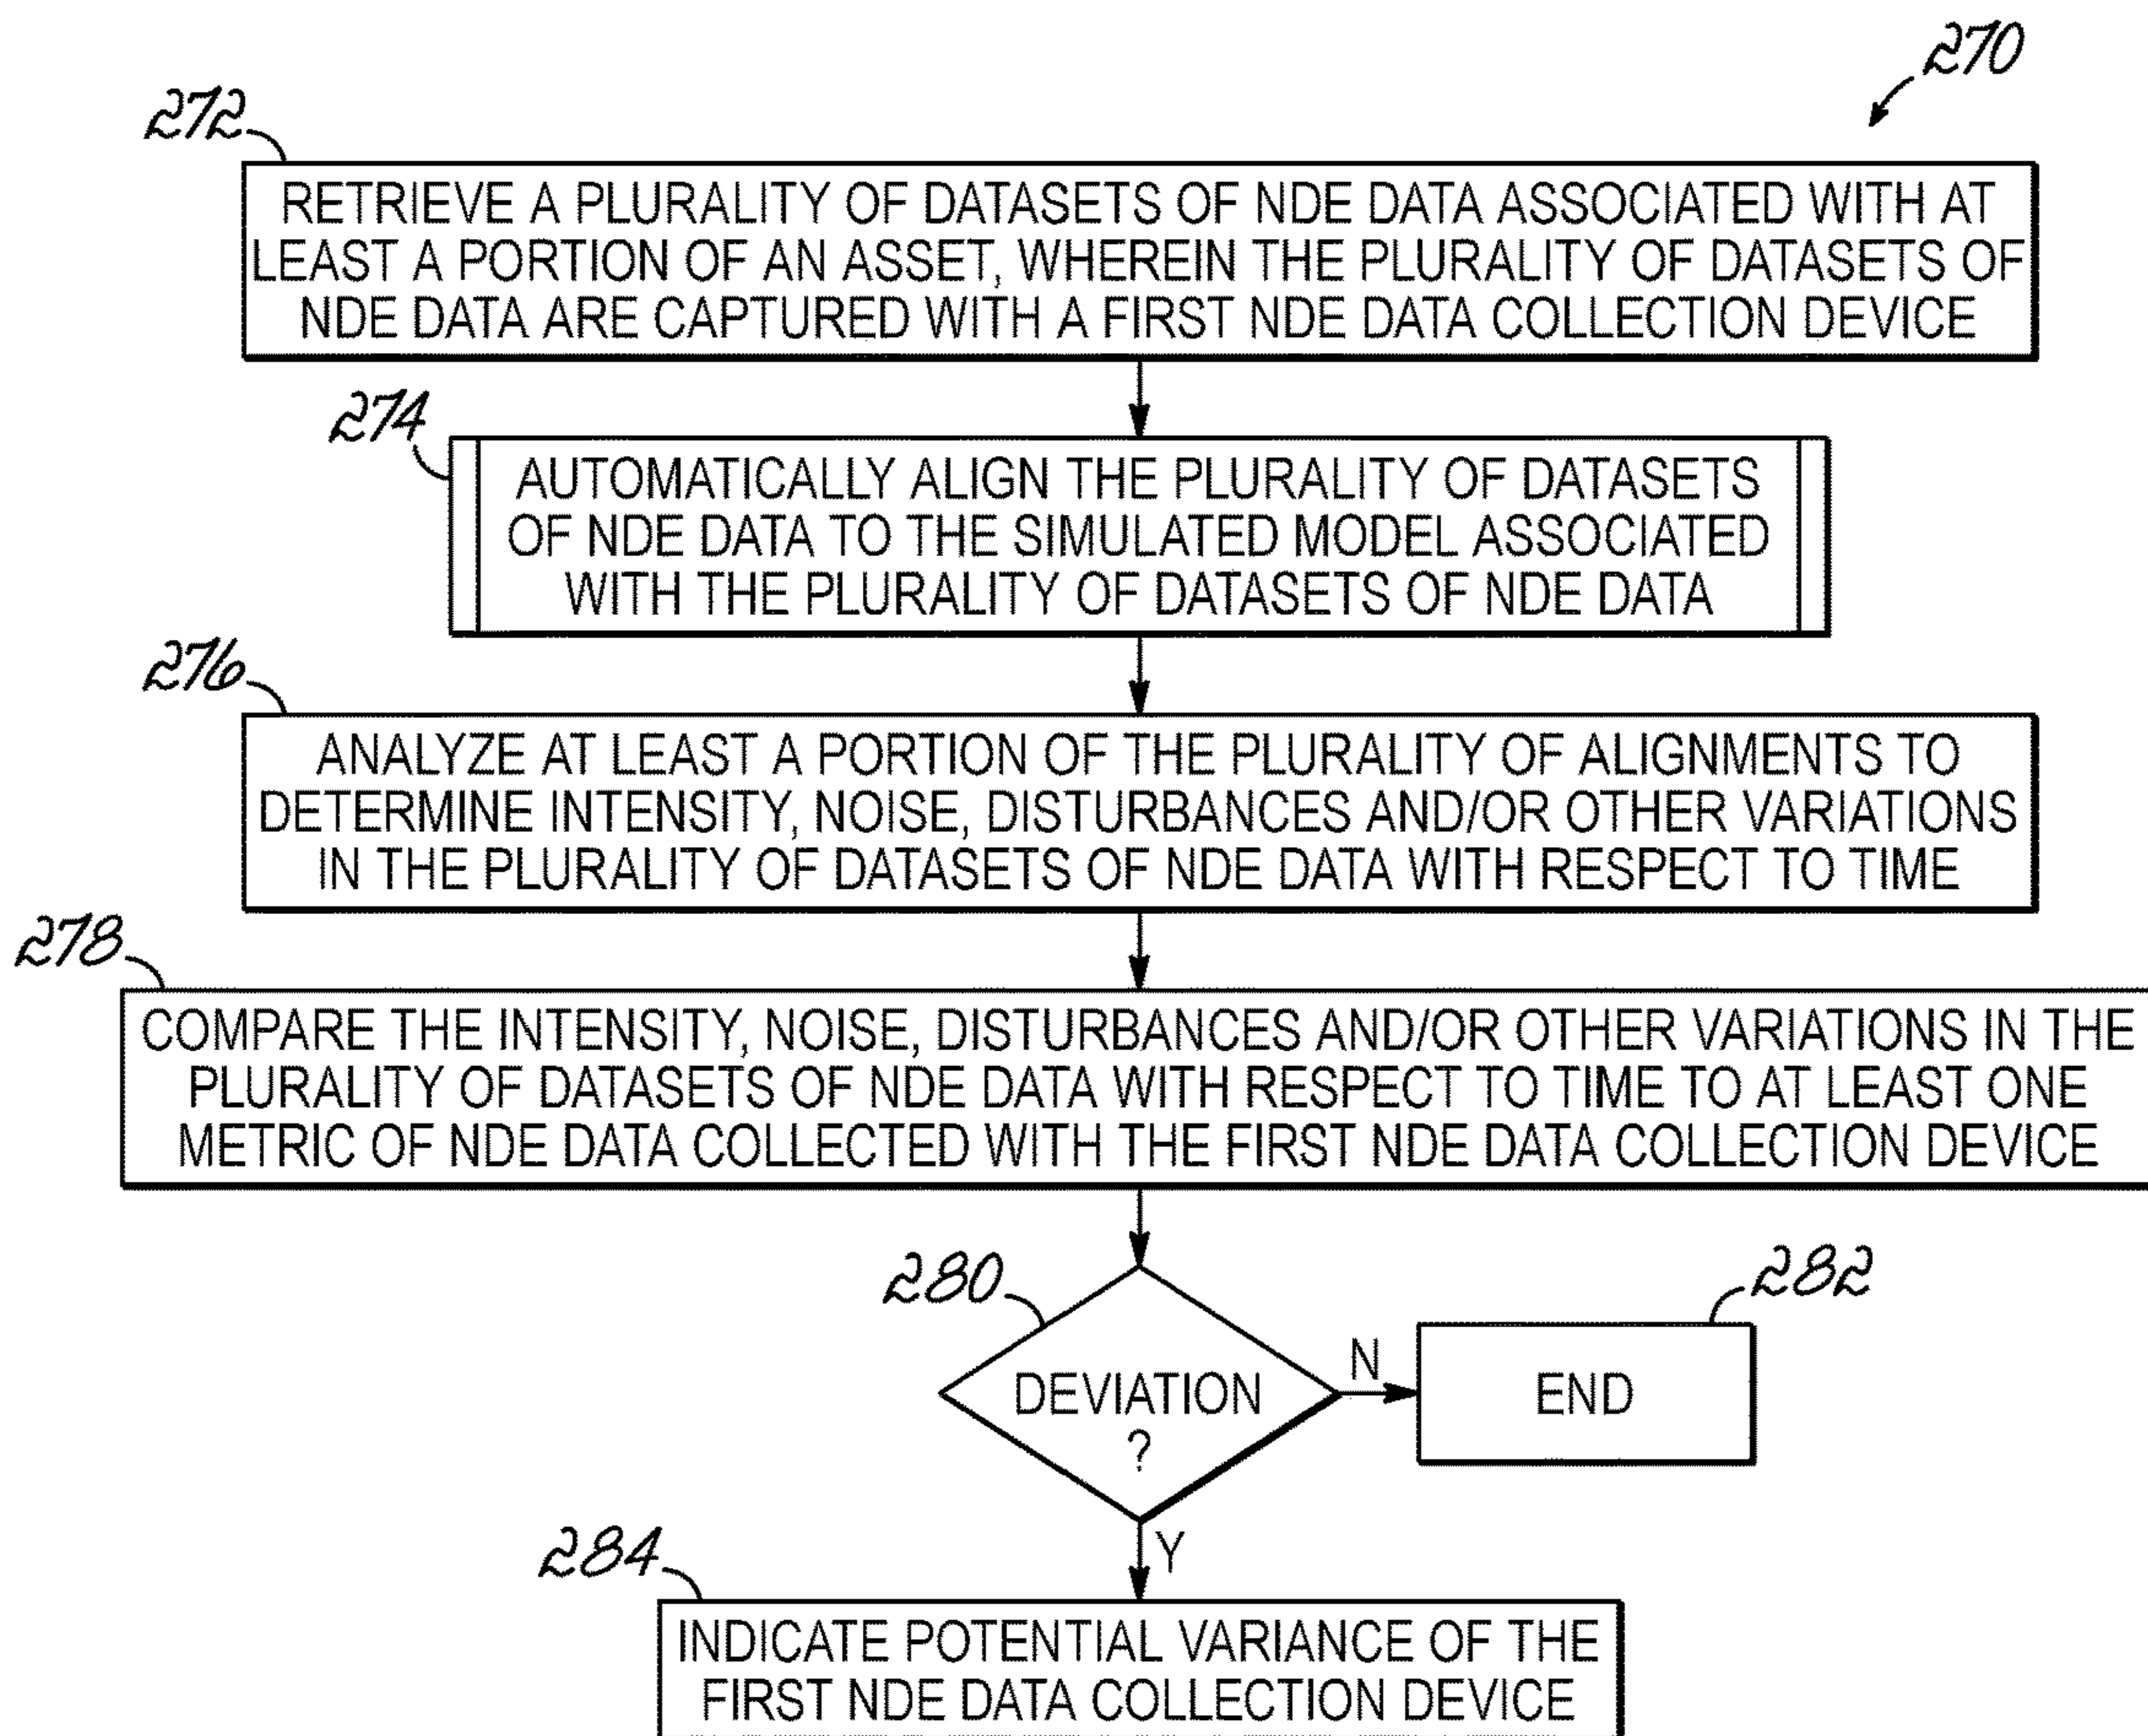 270
272
RETRIEVE A PLURALITY OF DATASETS OF NDE DATA ASSOCIATED WITH AT
LEAST A PORTION OF AN ASSET, WHEREIN THE PLURALITY OF DATASETS OF
NDE DATA ARE CAPTURED WITH A FIRST NDE DATA COLLECTION DEVICE
274
AUTOMATICALLY ALIGN THE PLURALITY OF DATASETS
OF NDE DATA TO THE SIMULATED MODEL ASSOCIATED
WITH THE PLURALITY OF DATASETS OF NDE DATA
276
ANALYZE AT LEAST A PORTION OF THE PLURALITY OF ALIGNMENTS TO
DETERMINE INTENSITY, NOISE, DISTURBANCES AND/OR OTHER VARIATIONS
IN THE PLURALITY OF DATASETS OF NDE DATA WITH RESPECT TO TIME
278
COMPARE THE INTENSITY, NOISE, DISTURBANCES AND/OR OTHER VARIATIONS IN THE
PLURALITY OF DATASETS OF NDE DATA WITH RESPECT TO TIME TO AT LEAST ONE
METRIC OF NDE DATA COLLECTED WITH THE FIRST NDE DATA COLLECTION DEVICE
280
DEVIATION
?
N
282
END
Y
284
INDICATE POTENTIAL VARIANCE OF THE
FIRST NDE DATA COLLECTION DEVICE